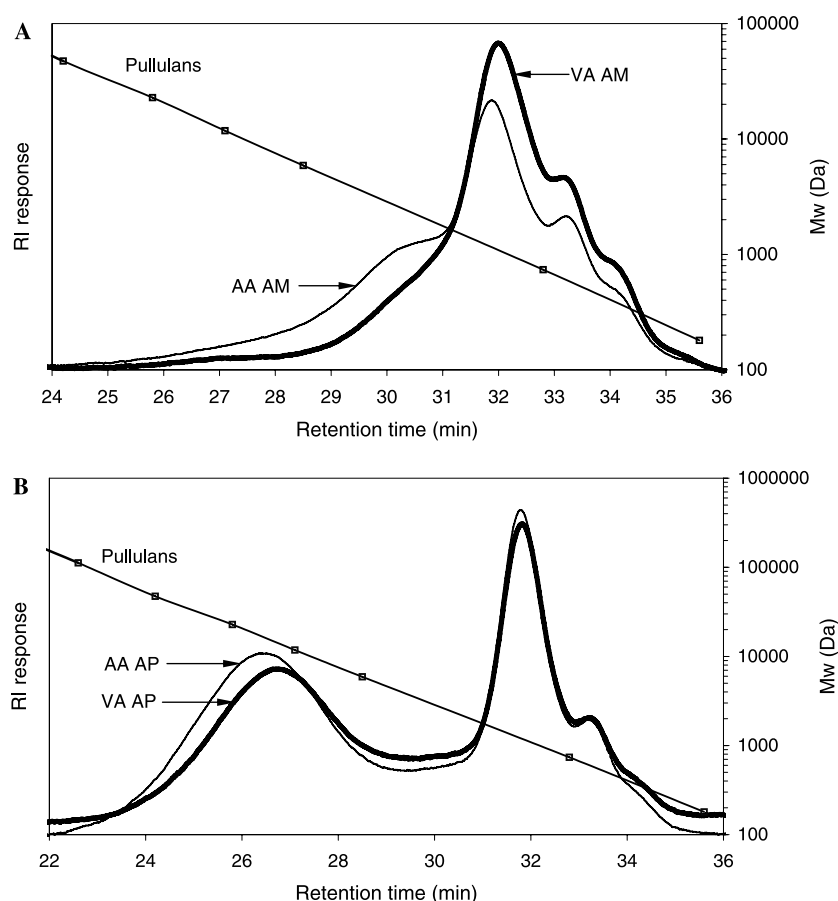 A
Pullulans
VA AM
AA AM
RI response
Mw (Da)
100000
10000
1000
100
24 25 26 27 28 29 30 31 32 33 34 35 36
Retention time (min)
B
Pullulans
AA AP
VA AP
RI response
Mw (Da)
1000000
100000
10000
1000
100
22 24 26 28 30 32 34 36
Retention time (min)